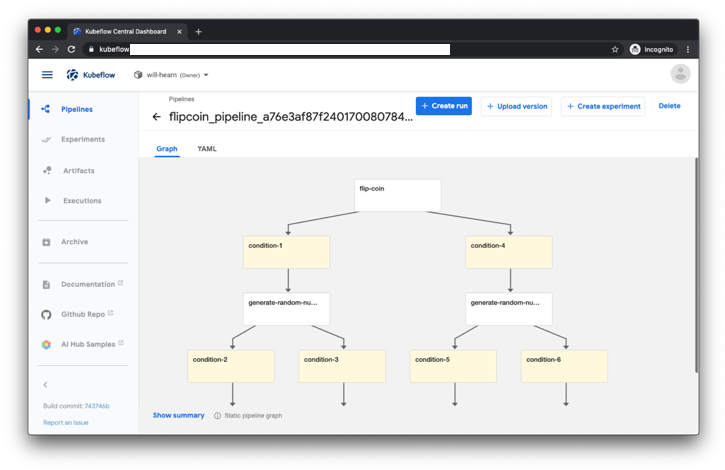 Kubeflow Central Dashboard
kubeflow
Incognito
Kubeflow
will-hearn (Owner)
Pipelines
Experiments
Artifacts
Executions
Archive
Documentation
Github Repo
AI Hub Samples
Build commit: 743746b
Report an Issue
Pipelines
flipcoin_pipeline_a76e3af87f240170080784...
+ Create run
+ Upload version
+ Create experiment
Delete
Graph YAML
flip-coin
condition-1 condition-4
generate-random-nu... generate-random-nu...
condition-2 condition-3 condition-5 condition-6
Show summary Static pipeline graph